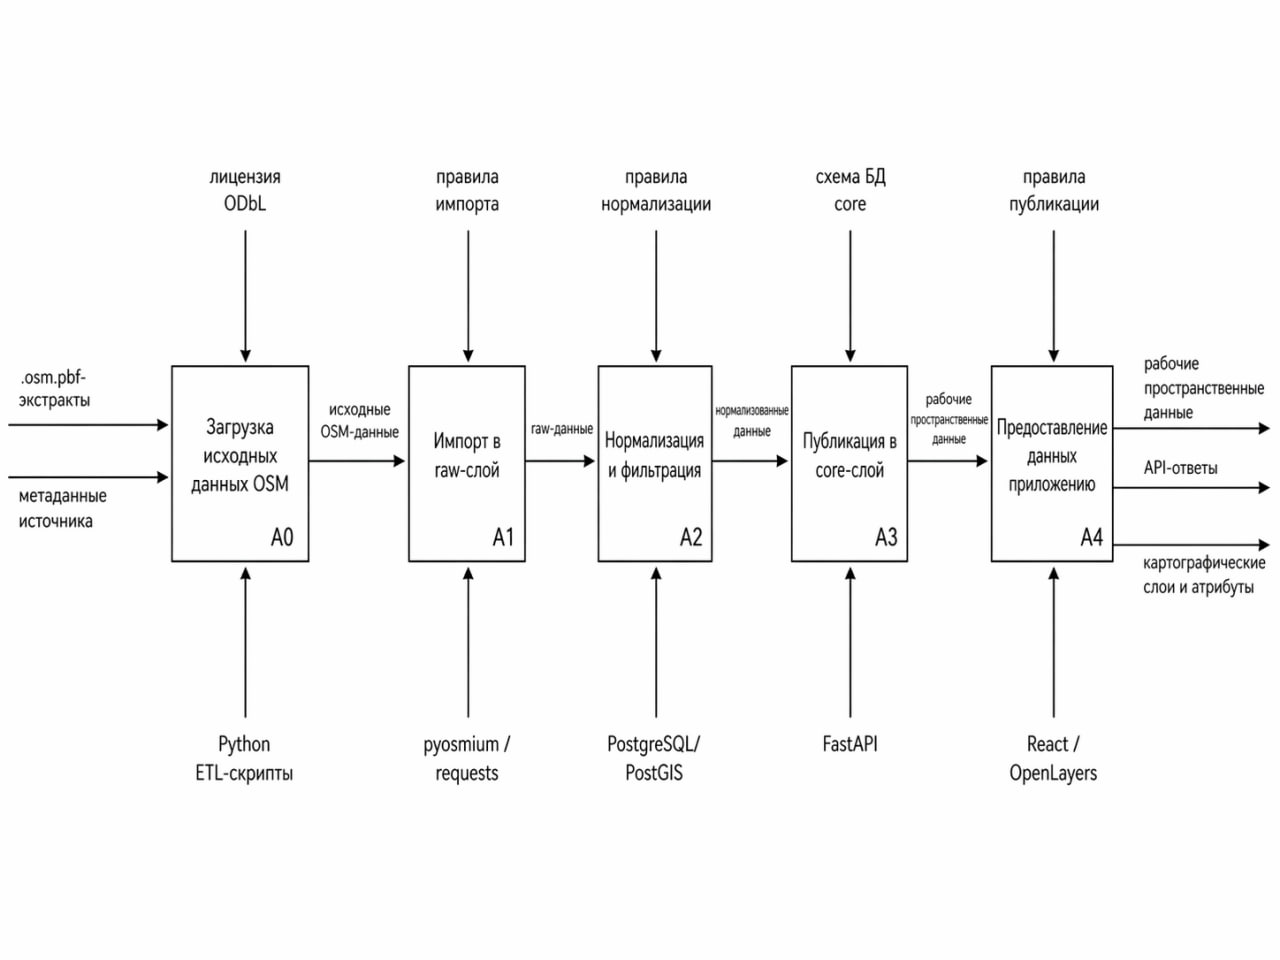 лицензия
ODbL
правила
импорта
правила
нормализации
схема БД
core
правила
публикации
.osm.pbf-
экстракты
метаданные
источника
Загрузка
исходных
данных OSM
A0
исходные
OSM-данные
Импорт в
raw-слой
A1
raw-данные
Нормализация
и фильтрация
A2
нормализованные
данные
Публикация в
core-слой
A3
рабочие
пространственные
данные
Предоставление
данных
приложению
A4
рабочие
пространственные
данные
API-ответы
картографические
слои и атрибуты
Python
ETL-скрипты
pyosmium /
requests
PostgreSQL/
PostGIS
FastAPI
React /
OpenLayers